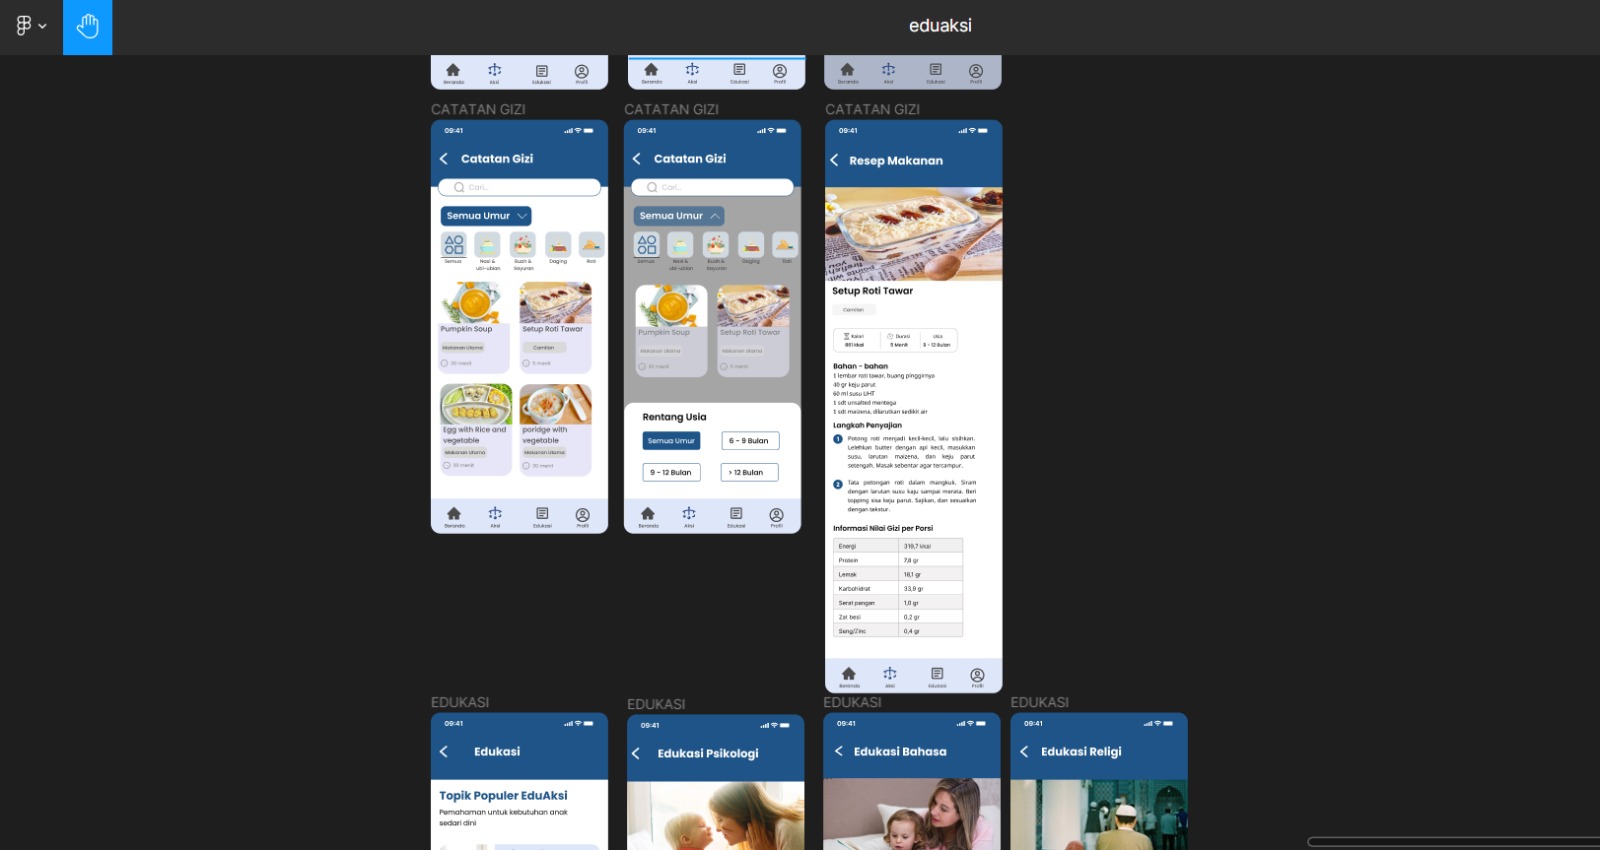 eduaksi
Beranda Aksi Edukasi Profil
Beranda Aksi Edukasi Profil
Beranda Aksi Edukasi Profil
CATATAN GIZI
09:41
Catatan Gizi
Cari...
Semua Umur
Semua
Nasi &
ubi-ubian
Buah &
Sayuran
Daging
Roti
Pumpkin Soup
Makanan Utama
30 menit
Setup Roti Tawar
Camilan
5 menit
Egg with Rice and
vegetable
Makanan Utama
30 menit
poridge with
vegetable
Makanan Utama
30 menit
Beranda Aksi Edukasi Profil
CATATAN GIZI
09:41
Catatan Gizi
Cari...
Semua Umur
Semua
Nasi &
ubi-ubian
Buah &
Sayuran
Daging
Roti
Pumpkin Soup
Makanan Utama
menit
Setup Roti Tawar
Makanan Utama
5 menit
Rentang Usia
Semua Umur
6 - 9 Bulan
9 - 12 Bulan
> 12 Bulan
Beranda Aksi Edukasi Profil
CATATAN GIZI
09:41
Resep Makanan
Setup Roti Tawar
Camilan
Kalori Durasi Usia
kkal 5 Menit 9 - 12 Bulan
Bahan - bahan
1 lembar roti tawar, buang pinggirnya
40 gr keju parut
60 ml susu UHT
1 sdt unsalted mentega
1 sdt maizena, dilarutkan sedikit air
Langkah Penyajian
1 Potong roti menjadi kecil-kecil, lalu sisihkan.
Lelehkan butter dengan api kecil, masukkan
susu, larutan maizena, dan keju parut
setengah. Masak sebentar agar tercampur.
2 Tata potongan roti dalam mangkuk. Siram
dengan larutan susu kaju sampai merata. Beri
topping sisa keju parut. Sajikan, dan sesuaikan
dengan tekstur.
Informasi Nilai Gizi per Porsi
Energi 319,7 kkal
Protein 7,8 gr
Lemak 16,1 gr
Karbohidrat 33,9 gr
Serat pangan 1,0 gr
Zat besi 0,2 gr
Seng/Zinc 0,4 gr
Beranda Aksi Edukasi Profil
EDUKASI
09:41
Edukasi
Topik Populer EduAksi
Pemahaman untuk kebutuhan anak
sedari dini
EDUKASI
09:41
Edukasi Psikologi
EDUKASI
09:41
Edukasi Bahasa
EDUKASI
09:41
Edukasi Religi